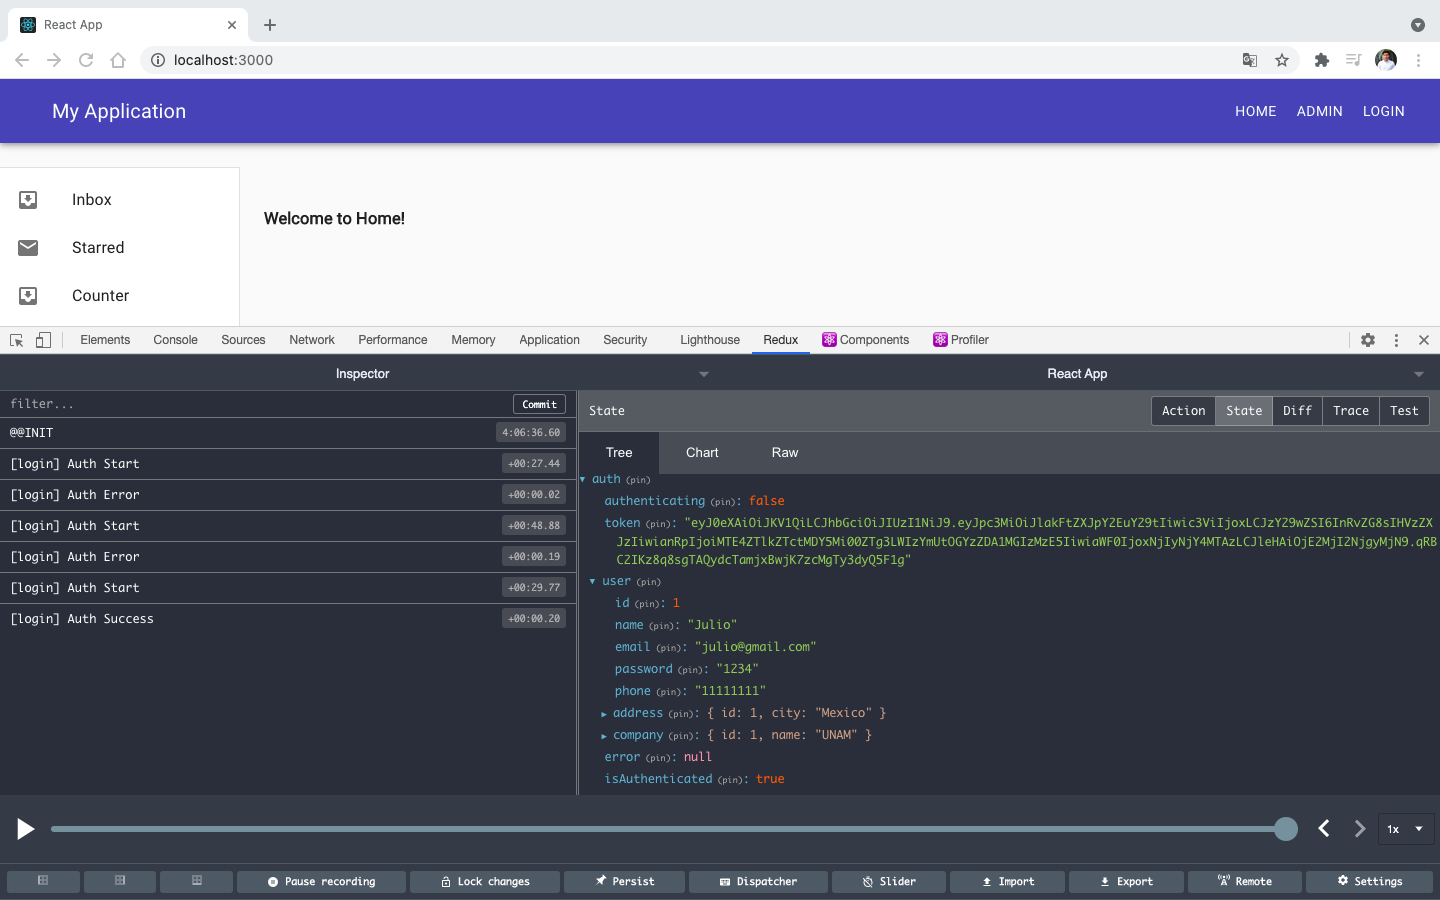 React App
localhost:3000
My Application
HOME ADMIN LOGIN
Inbox
Welcome to Home!
Starred
Counter
Elements Console Sources Network Performance Memory Application Security Lighthouse Redux Components Profiler
Inspector React App
filter... Commit
State Action State Diff Trace Test
@@INIT 4:06:36.60
[login] Auth Start +00:27.44
[login] Auth Error +00:00.02
[login] Auth Start +00:48.88
[login] Auth Error +00:00.19
[login] Auth Start +00:29.77
[login] Auth Success +00:00.20
Tree Chart Raw
auth (pin)
authenticating (pin): false
token (pin): "eyJ0eXAiOiJKV1QiLCJhbGciOiJIUzI1NiJ9.eyJpc3MiOiJlakFtZXJpY2EuY29tIiwic3ViIjoxLCJzY29wZSI6InRvZG8sIHVzZX
JzIiwianRpIjoiMTE4ZTlkZTctMDY5Mi00ZTg3LWIzYmUtOGYzZDA1MGIzMzE5IiwiaWF0IjoxNjIyNjY4MTAzLCJleHAiOjE2MjI2NjgyMjN9.qRB
CZIKz8q8sgTAQydcTamjxBwjK7zcMgTy3dyQ5F1g"
user (pin)
id (pin): 1
name (pin): "Julio"
email (pin): "julio@gmail.com"
password (pin): "1234"
phone (pin): "11111111"
address (pin): { id: 1, city: "Mexico" }
company (pin): { id: 1, name: "UNAM" }
error (pin): null
isAuthenticated (pin): true
1x
Pause recording Lock changes Persist Dispatcher Slider Import Export Remote Settings